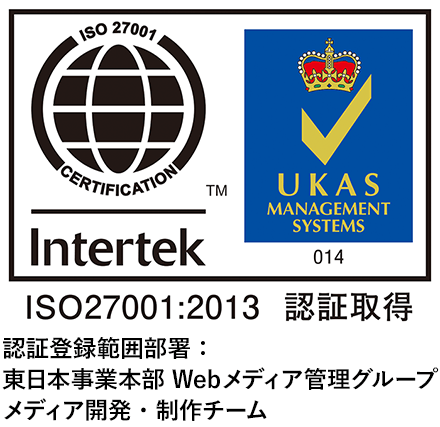 ISO 27001
CERTIFICATION
TM
Intertek
UKAS
MANAGEMENT
SYSTEMS
014
ISO27001:2013 認証取得
認証登録範囲部署：
東日本事業本部 Webメディア管理グループ
メディア開発・制作チーム